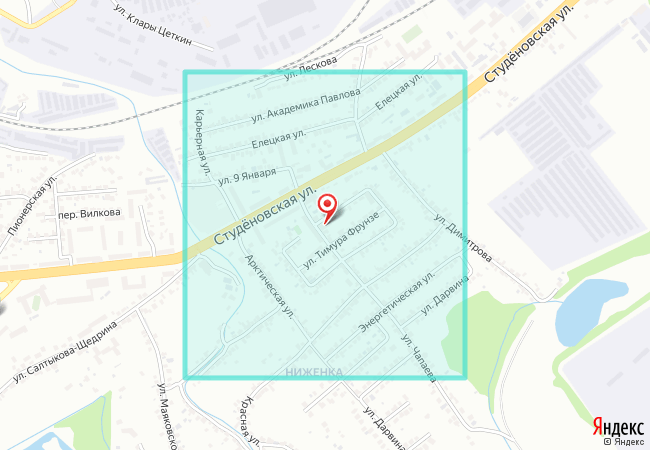 ул. Клары Цеткин
Студёновская ул.
ул. Лескова
Елецкая ул.
ул. Академика Павлова
Карьерная ул.
Елецкая ул.
ул. 9 Января
Пионерская ул.
пер. Вилкова
Студёновская ул.
ул. Тимура Фрунзе
ул. Димитрова
Арктическая ул.
Энергетическая ул.
ул. Дарвина
ул. Салтыкова-Щедрина
ул. Чапаева
НИЖЕНКА
ул. Маяковско
Красная ул.
ул. Дарвина
Яндекс
© Яндекс